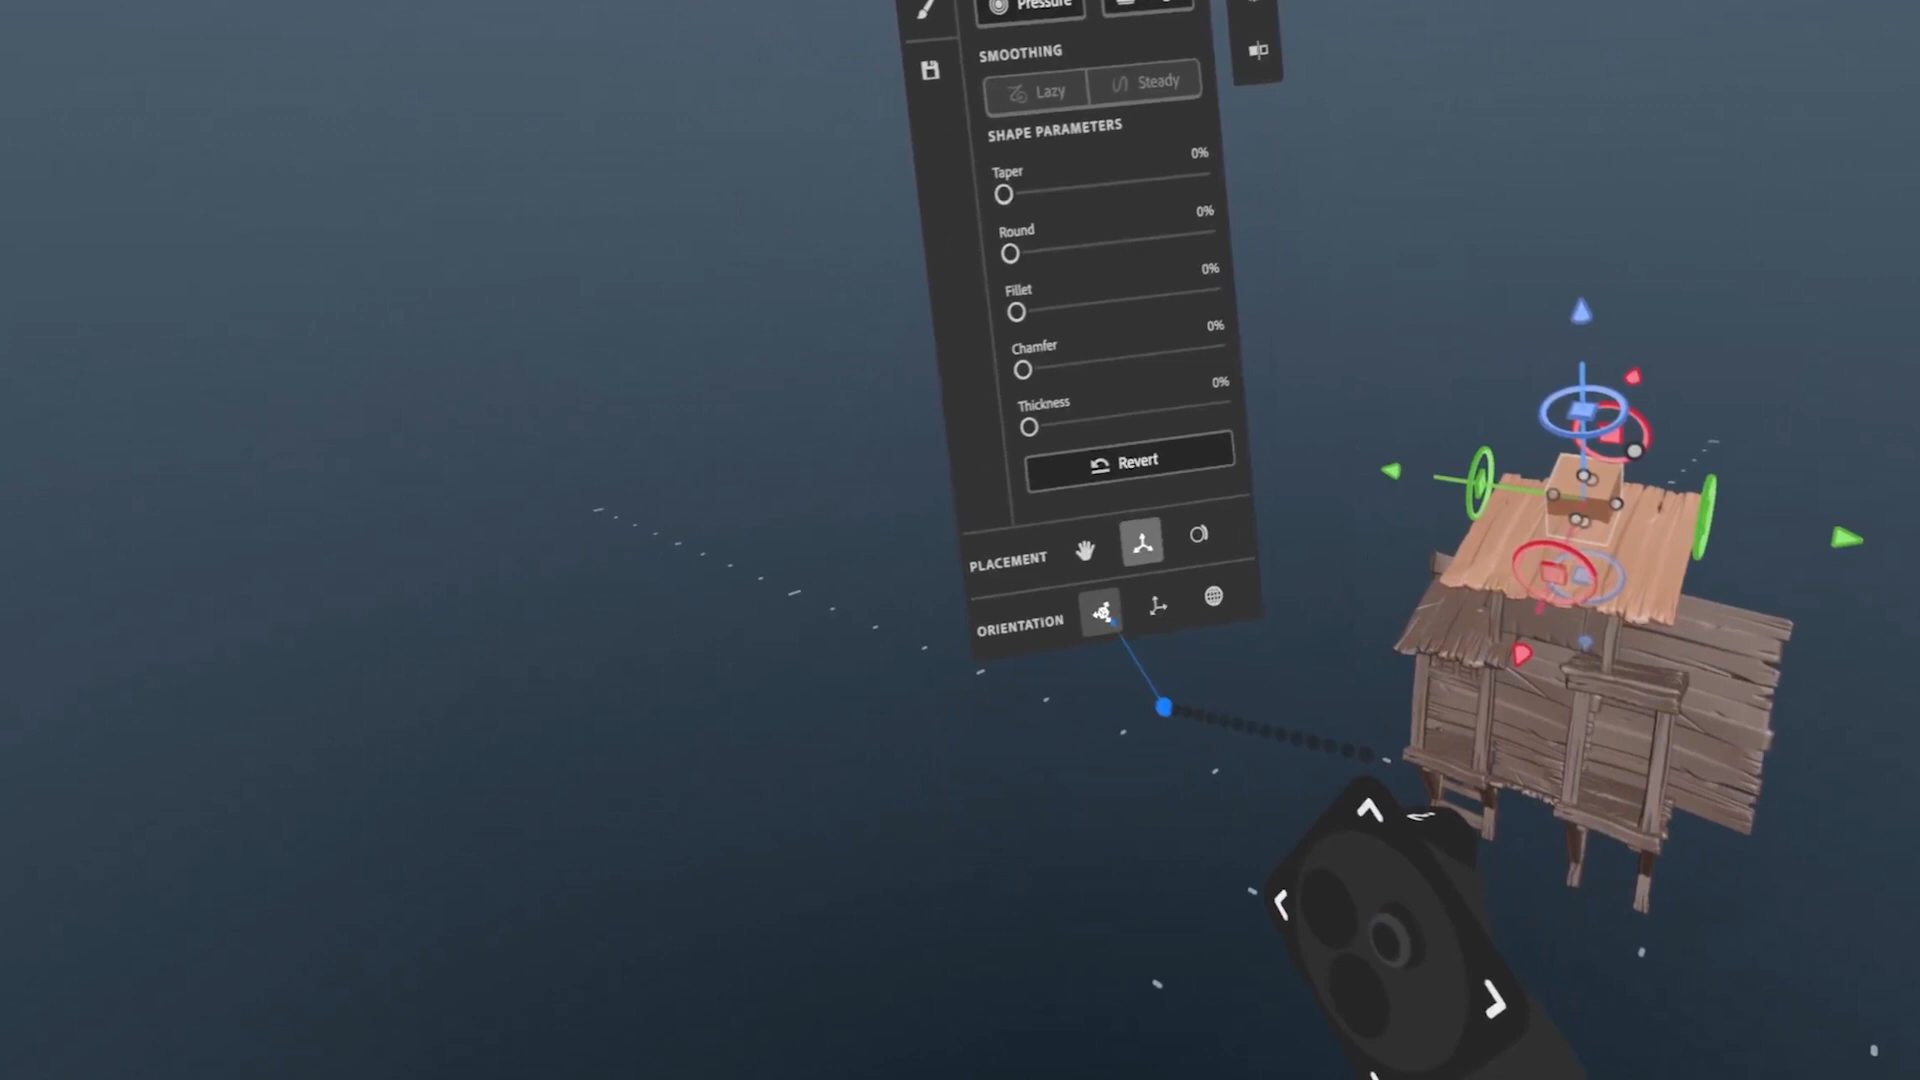 Pressure
SMOOTHING
Lazy
Steady
SHAPE PARAMETERS
0%
Taper
0%
Round
0%
Fillet
0%
Chamfer
0%
Thickness
Revert
PLACEMENT
ORIENTATION